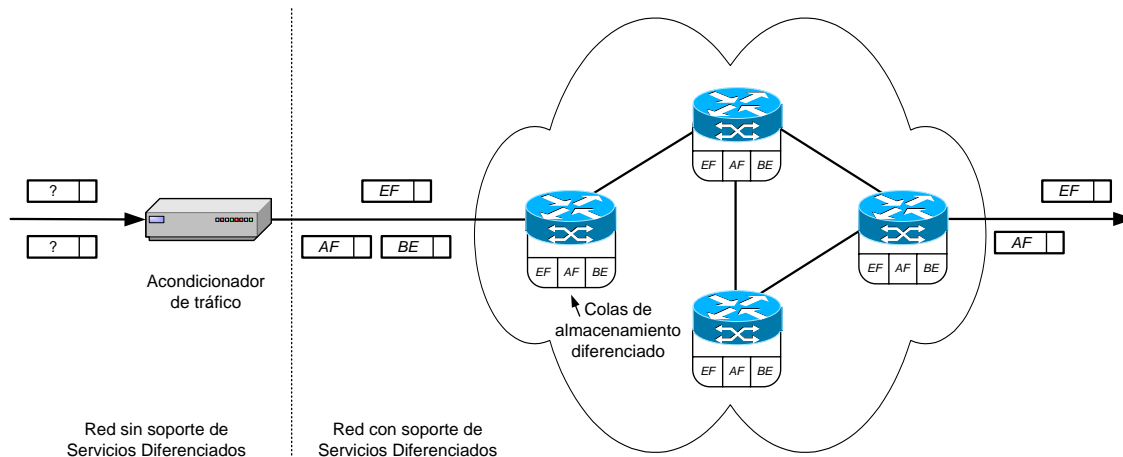 ?
?
Acondicionador
de tráfico
Red sin soporte de
Servicios Diferenciados
EF
AF BE
Red con soporte de
Servicios Diferenciados
EF AF BE
Colas de
almacenamiento
diferenciado
EF AF BE
EF AF BE
EF AF BE
EF
AF